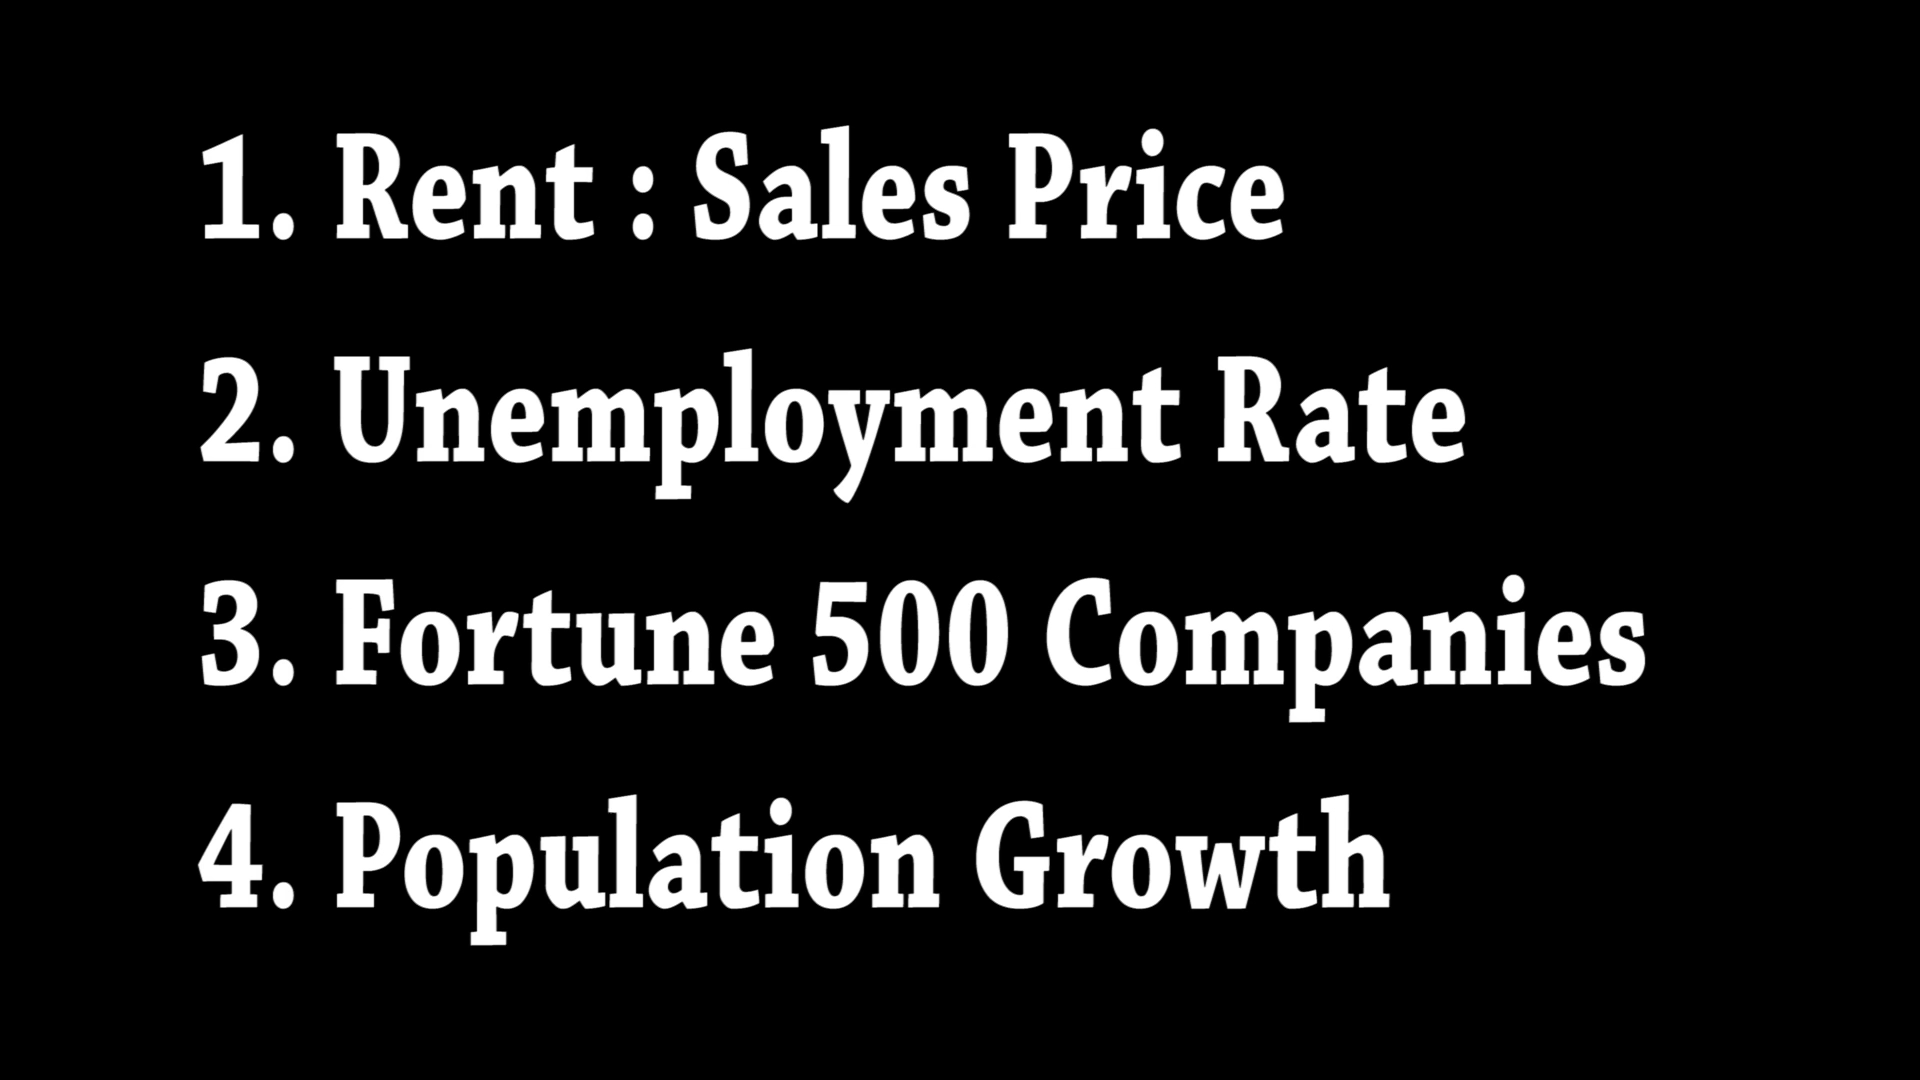 1. Rent : Sales Price
2. Unemployment Rate
3. Fortune 500 Companies
4. Population Growth